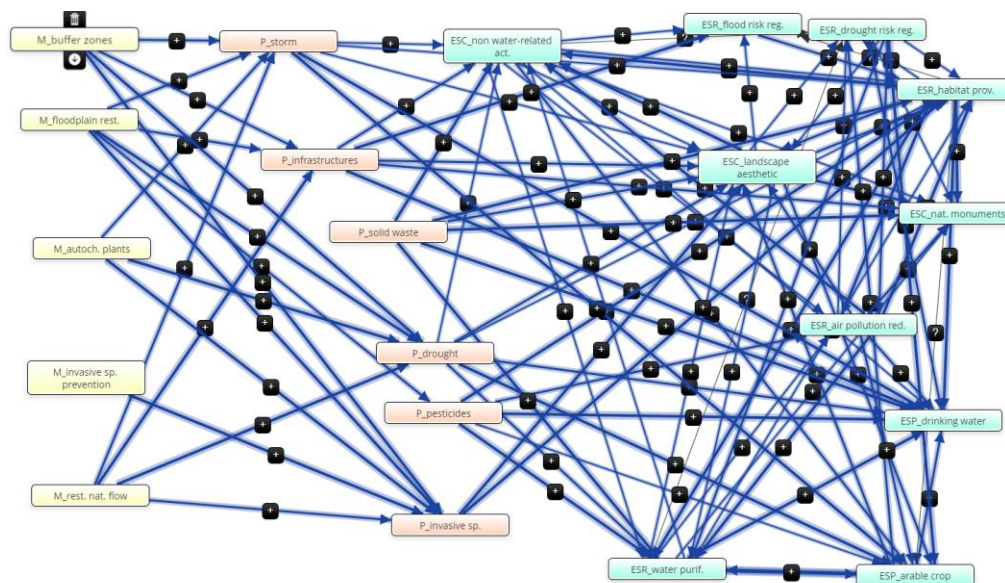 M_buffer zones
P_storm
ESC_non water-related
act.
ESR_flood risk reg.
ESR_drought risk reg.
ESR_habitat prov.
M_floodplain rest.
P_infrastructures
ESC_landscape
aesthetic
ESC_nat. monuments
P_solid waste
M_autoch. plants
ESR_air pollution red.
P_drought
M_invasive sp.
prevention
P_pesticides
ESP_drinking water
M_rest. nat. flow
P_invasive sp.
ESR_water purif.
ESP_arable crop